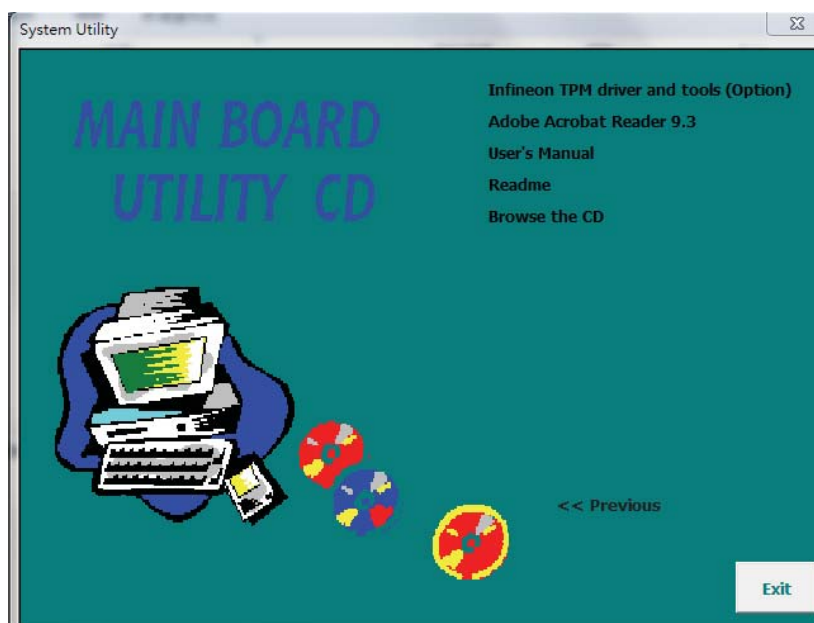 System Utility
MAIN BOARD
UTILITY CD
Infineon TPM driver and tools (Option)
Adobe Acrobat Reader 9.3
User's Manual
Readme
Browse the CD
<< Previous
Exit